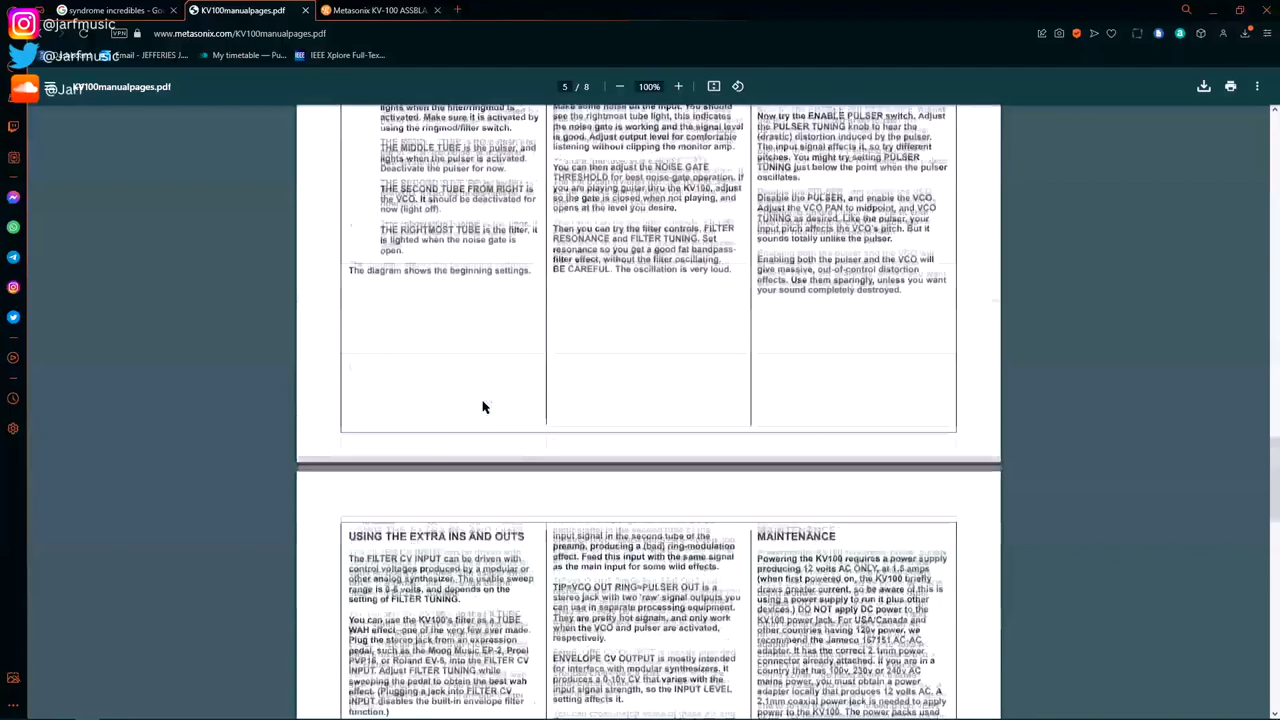 syndrome incredibles - Go
KV100manualpages.pdf
Metasonix KV-100 ASSBLA
@jarfmusic
VPN
www.metasonix.com/KV100manualpages.pdf
@Jarfmusic
mail - JEFFERIES J...
My timetable — Pu...
IEEE Xplore Full-Tex...
@Jarf
KV100manualpages.pdf
5 / 8
100%
lights when the filter/ringmod is
activated. Make sure it is activated by
using the ringmod/filter switch.
THE MIDDLE TUBE is the pulser, and
lights when the pulser is activated.
Deactivate the pulser for now.
THE SECOND TUBE FROM RIGHT is
the VCO. It should be deactivated for
now (light off).
THE RIGHTMOST TUBE is the filter, it
is lighted when the noise gate is
open.
The diagram shows the beginning settings.
Make some noise on the input. You should
see the rightmost tube light, this indicates
the noise gate is working and the signal level
is good. Adjust output level for comfortable
listening without clipping the monitor amp.
You can then adjust the NOISE GATE
THRESHOLD for best noise-gate operation. If
you are playing guitar thru the KV100, adjust
so the gate is closed when not playing, and
opens at the level you desire.
Then you can try the filter controls. FILTER
RESONANCE and FILTER TUNING. Set
resonance so you get a good fat bandpass-
filter effect, without the filter oscillating.
BE CAREFUL. The oscillation is very loud.
Now try the ENABLE PULSER switch. Adjust
the PULSER TUNING knob to hear the
(drastic) distortion induced by the pulser.
The input signal affects it, so try different
pitches. You might try setting PULSER
TUNING just below the point when the pulser
oscillates.
Disable the PULSER, and enable the VCO.
Adjust the VCO PAN to midpoint, and VCO
TUNING as desired. Like the pulser, your
input pitch affects the VCO's pitch. But it
sounds totally unlike the pulser.
Enabling both the pulser and the VCO will
give massive, out-of-control distortion
effects. Use them sparingly, unless you want
your sound completely destroyed.
USING THE EXTRA INS AND OUTS
The FILTER CV INPUT can be driven with
control voltages produced by a modular or
other analog synthesizer. The usable sweep
range is 0-5 volts, and depends on the
setting of FILTER TUNING.
You can use the KV100's filter as a TUBE
WAH effect--one of the very few ever made.
Plug the stereo jack from an expression
pedal, such as the Moog Music EP-2, Proel
PVP16, or Roland EV-5, into the FILTER CV
INPUT. Adjust FILTER TUNING while
sweeping the pedal to obtain the best wah
effect. (Plugging a jack into FILTER CV
INPUT disables the built-in envelope filter
function.)
input signal in the second tube of the
preamp, producing a (bad) ring-modulation
effect. Feed this input with the same signal
as the main input for some wild effects.
TIP=VCO OUT RING=PULSER OUT is a
stereo jack with two 'raw' signal outputs you
can use in separate processing equipment.
They are pretty hot signals, and only work
when the VCO and pulser are activated,
respectively.
ENVELOPE CV OUTPUT is mostly intended
for interface with modular synthesizers. It
produces a 0-10v CV that varies with the
input signal strength, so the INPUT LEVEL
setting affects it.
MAINTENANCE
Powering the KV100 requires a power supply
producing 12 volts AC ONLY, at 1.5 amps
(when first powered on, the KV100 briefly
draws greater current, so be aware of this is
using a power supply to run it plus other
devices.) DO NOT apply DC power to the
KV100 power jack. For USA/Canada and
other countries having 120v power, we
recommend the Jameco 167151 AC-AC
adapter. It has the correct 2.1mm power
connector already attached. If you are in a
country that has 100v, 230v or 240v AC
mains power, you must obtain a power
adapter locally that produces 12 volts AC. A
2.1mm coaxial power jack is needed to apply
power to the KV100. The power packs used